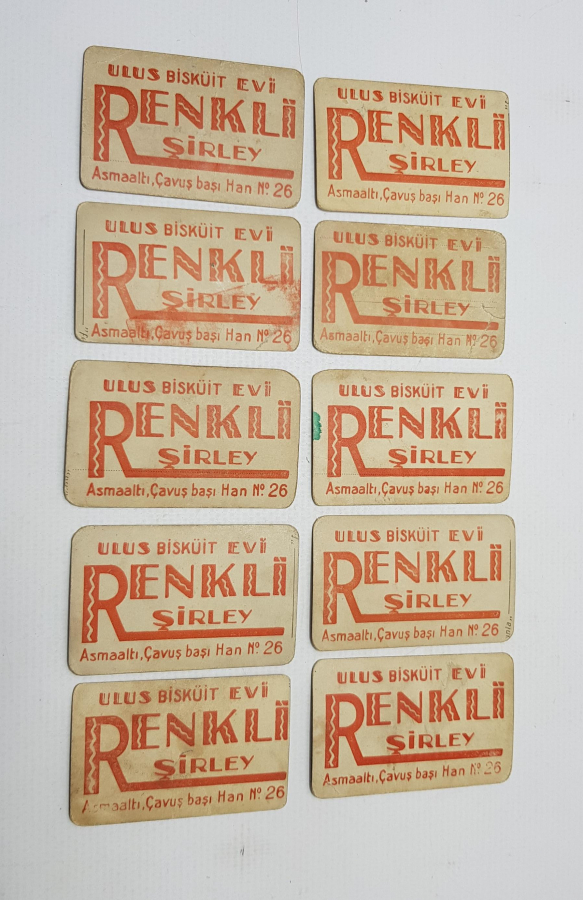 ULUS BİSKÜİT EVİ
RENKLİ
ŞİRLEY
Asmaaltı, Çavuş başı Han Nº 26
ULUS BİSKÜİT EVİ
RENKLİ
ŞİRLEY
Asmaaltı, Çavuş başı Han Nº 26
ULUS BİSKÜİT EVİ
RENKLİ
ŞİRLEY
Asmaaltı, Çavuş başı Han Nº 26
ULUS BİSKÜİT EVİ
RENKLİ
ŞİRLEY
Asmaaltı, Çavuş başı Han Nº 26
ULUS BİSKÜİT EVİ
RENKLİ
ŞİRLEY
Asmaaltı, Çavuş başı Han Nº 26
ULUS BİSKÜİT EVİ
RENKLİ
ŞİRLEY
Asmaaltı, Çavuş başı Han Nº 26
ULUS BİSKÜİT EVİ
RENKLİ
ŞİRLEY
Asmaaltı, Çavuş başı Han Nº 26
ULUS BİSKÜİT EVİ
RENKLİ
ŞİRLEY
Asmaaltı, Çavuş başı Han Nº 26
ULUS BİSKÜİT EVİ
RENKLİ
ŞİRLEY
Asmaaltı, Çavuş başı Han Nº 26
ULUS BİSKÜİT EVİ
RENKLİ
ŞİRLEY
Asmaaltı, Çavuş başı Han Nº 26